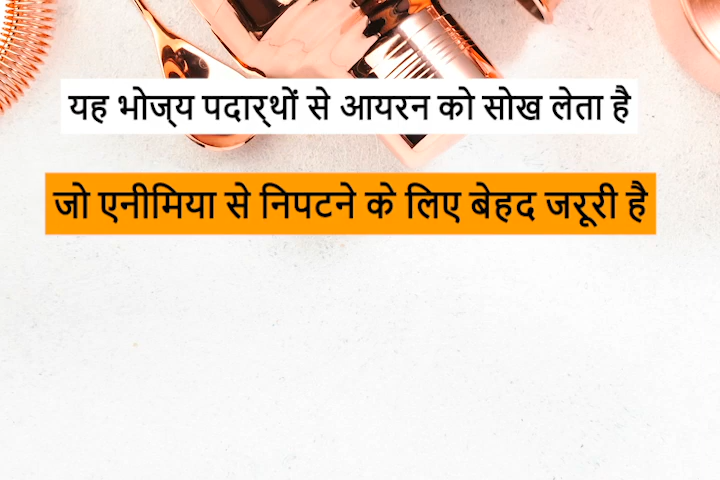 यह भोज्‌य पदार्‌थों से आयरन को सोख लेता है
जो एनीमिया से निपटने के लिए बेहद जरूरी है